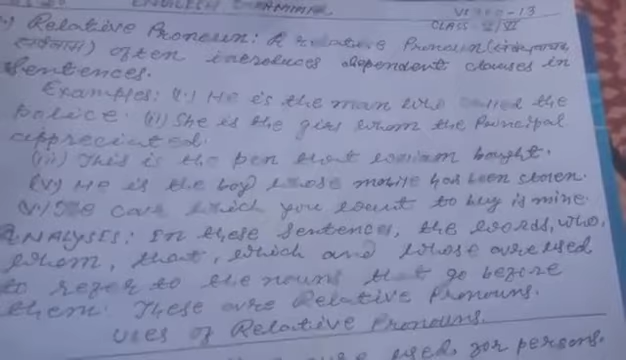 ENGLISH GRAMMAR
VIDEO-13
CLASS V/VI
Relative Pronoun: A relative Pronoun
often introduces dependent clauses in
Sentences.
Examples: (i) He is the man who called the
police. (ii) She is the girl whom the Principal
appreciated.
(iii) This is the pen that bought.
(iv) He is the boy whose mobile has been stolen.
(v) The car which you want to buy is mine.
ANALYSIS: In these sentences, the words, who,
whom, that, which and whose are used
to refer to the nouns that go before
them. These are Relative Pronouns.
Uses of Relative Pronouns.
used for persons.